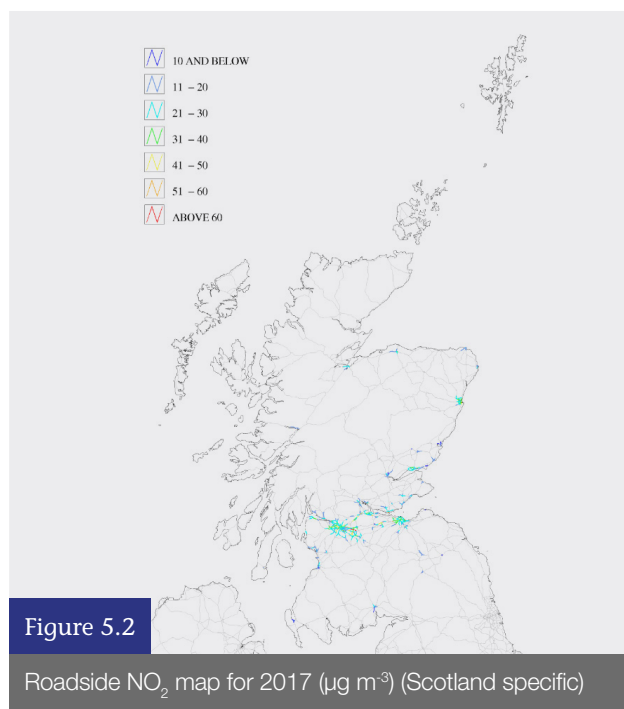 10 AND BELOW
11 – 20
21 – 30
31 – 40
41 – 50
51 – 60
ABOVE 60
Figure 5.2
Roadside NO₂ map for 2017 (µg m⁻³) (Scotland specific)